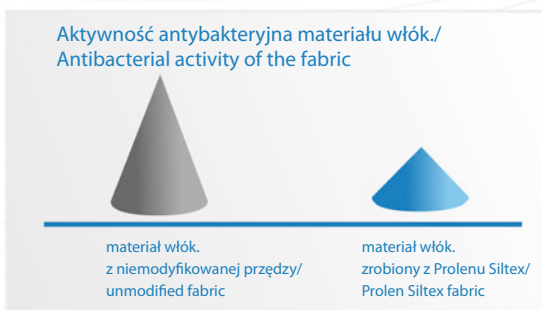 Aktywność antybakteryjna materiału włók./
Antibacterial activity of the fabric
materiał włók.
z niemodyfikowanej przędzy/
unmodified fabric
materiał włók.
zrobiony z Prolenu Siltex/
Prolen Siltex fabric